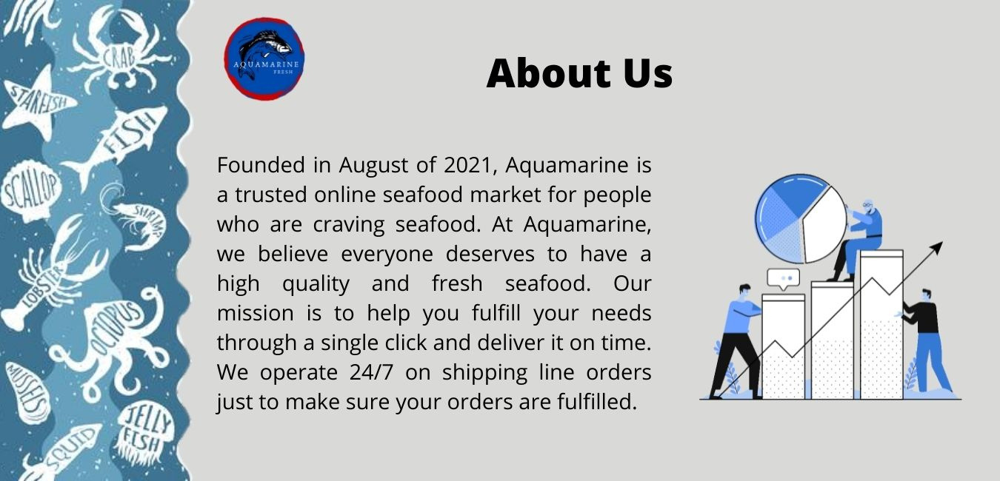 CRAB
STARFISH
FISH
SCALLOP
SHRIMP
LOBSTER
OCTOPUS
MUSSELS
JELLY
FISH
SQUID
AQUAMARINE
FRESH
About Us
Founded in August of 2021, Aquamarine is
a trusted online seafood market for people
who are craving seafood. At Aquamarine,
we believe everyone deserves to have a
high quality and fresh seafood. Our
mission is to help you fulfill your needs
through a single click and deliver it on time.
We operate 24/7 on shipping line orders
just to make sure your orders are fulfilled.